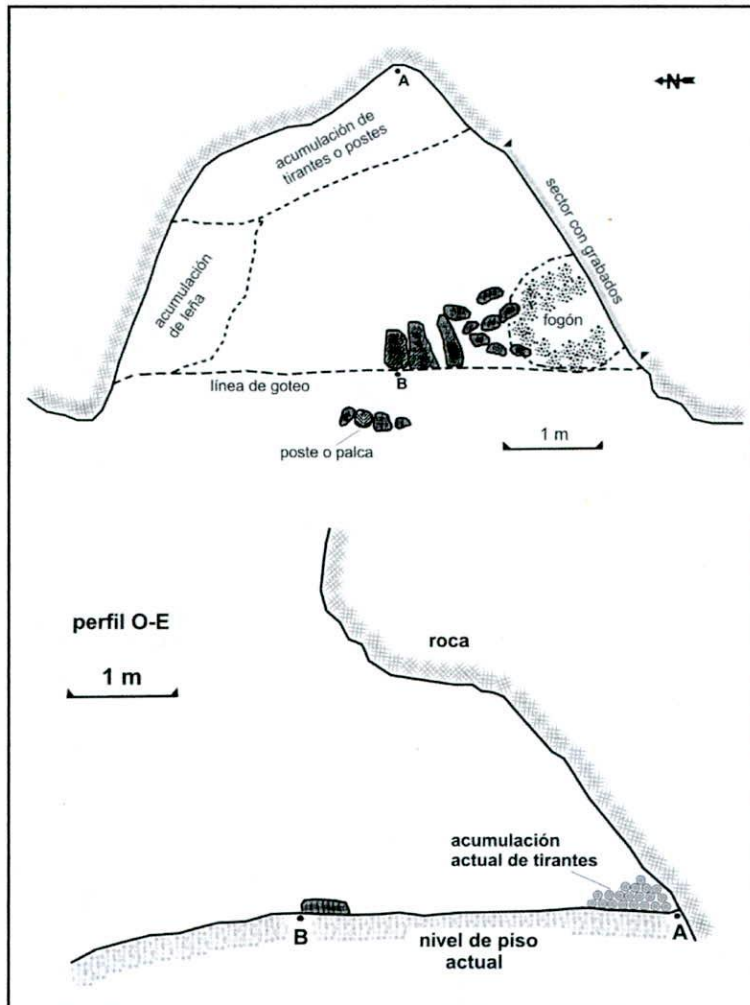 A
N
acumulación de
tirantes o postes
sector con grabados
acumulación
de leña
fogón
línea de goteo
B
poste o palca
1 m
perfil O-E
1 m
roca
acumulación
actual de tirantes
B
A
nivel de piso
actual